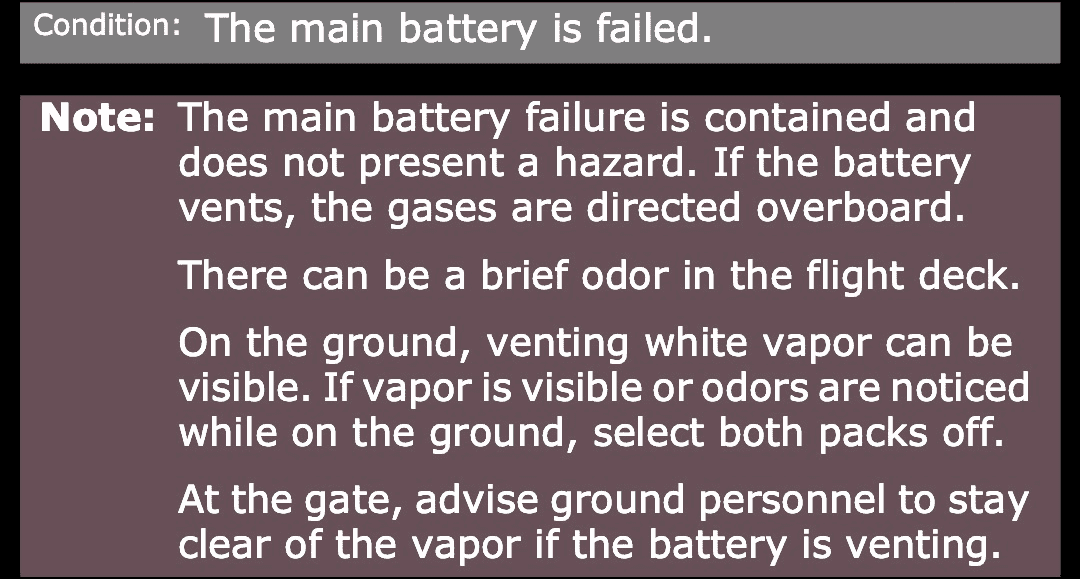 Condition: The main battery is failed.
Note: The main battery failure is contained and
does not present a hazard. If the battery
vents, the gases are directed overboard.
There can be a brief odor in the flight deck.
On the ground, venting white vapor can be
visible. If vapor is visible or odors are noticed
while on the ground, select both packs off.
At the gate, advise ground personnel to stay
clear of the vapor if the battery is venting.